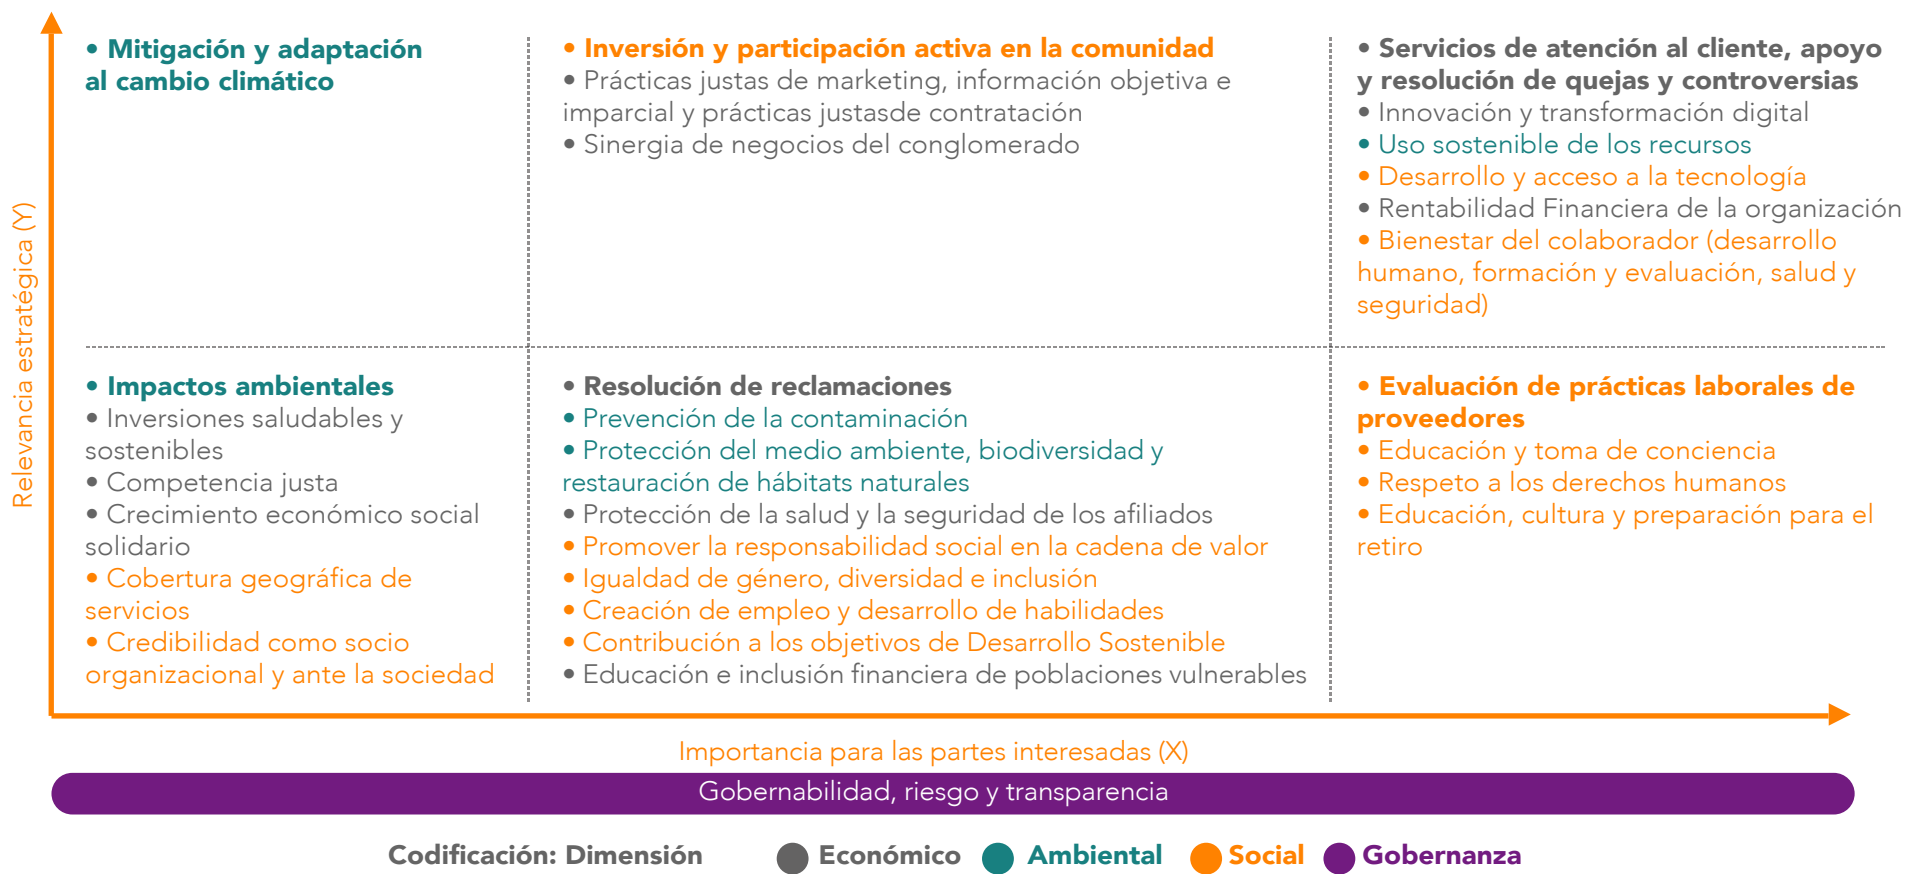 Relevancia estratégica (Y)
• Mitigación y adaptación
al cambio climático
• Inversión y participación activa en la comunidad
• Prácticas justas de marketing, información objetiva e
imparcial y prácticas justasde contratación
• Sinergia de negocios del conglomerado
• Servicios de atención al cliente, apoyo
y resolución de quejas y controversias
• Innovación y transformación digital
• Uso sostenible de los recursos
• Desarrollo y acceso a la tecnología
• Rentabilidad Financiera de la organización
• Bienestar del colaborador (desarrollo
humano, formación y evaluación, salud y
seguridad)
• Impactos ambientales
• Inversiones saludables y
sostenibles
• Competencia justa
• Crecimiento económico social
solidario
• Cobertura geográfica de
servicios
• Credibilidad como socio
organizacional y ante la sociedad
• Resolución de reclamaciones
• Prevención de la contaminación
• Protección del medio ambiente, biodiversidad y
restauración de hábitats naturales
• Protección de la salud y la seguridad de los afiliados
• Promover la responsabilidad social en la cadena de valor
• Igualdad de género, diversidad e inclusión
• Creación de empleo y desarrollo de habilidades
• Contribución a los objetivos de Desarrollo Sostenible
• Educación e inclusión financiera de poblaciones vulnerables
• Evaluación de prácticas laborales de
proveedores
• Educación y toma de conciencia
• Respeto a los derechos humanos
• Educación, cultura y preparación para el
retiro
Importancia para las partes interesadas (X)
Gobernabilidad, riesgo y transparencia
Codificación: Dimensión Económico Ambiental Social Gobernanza